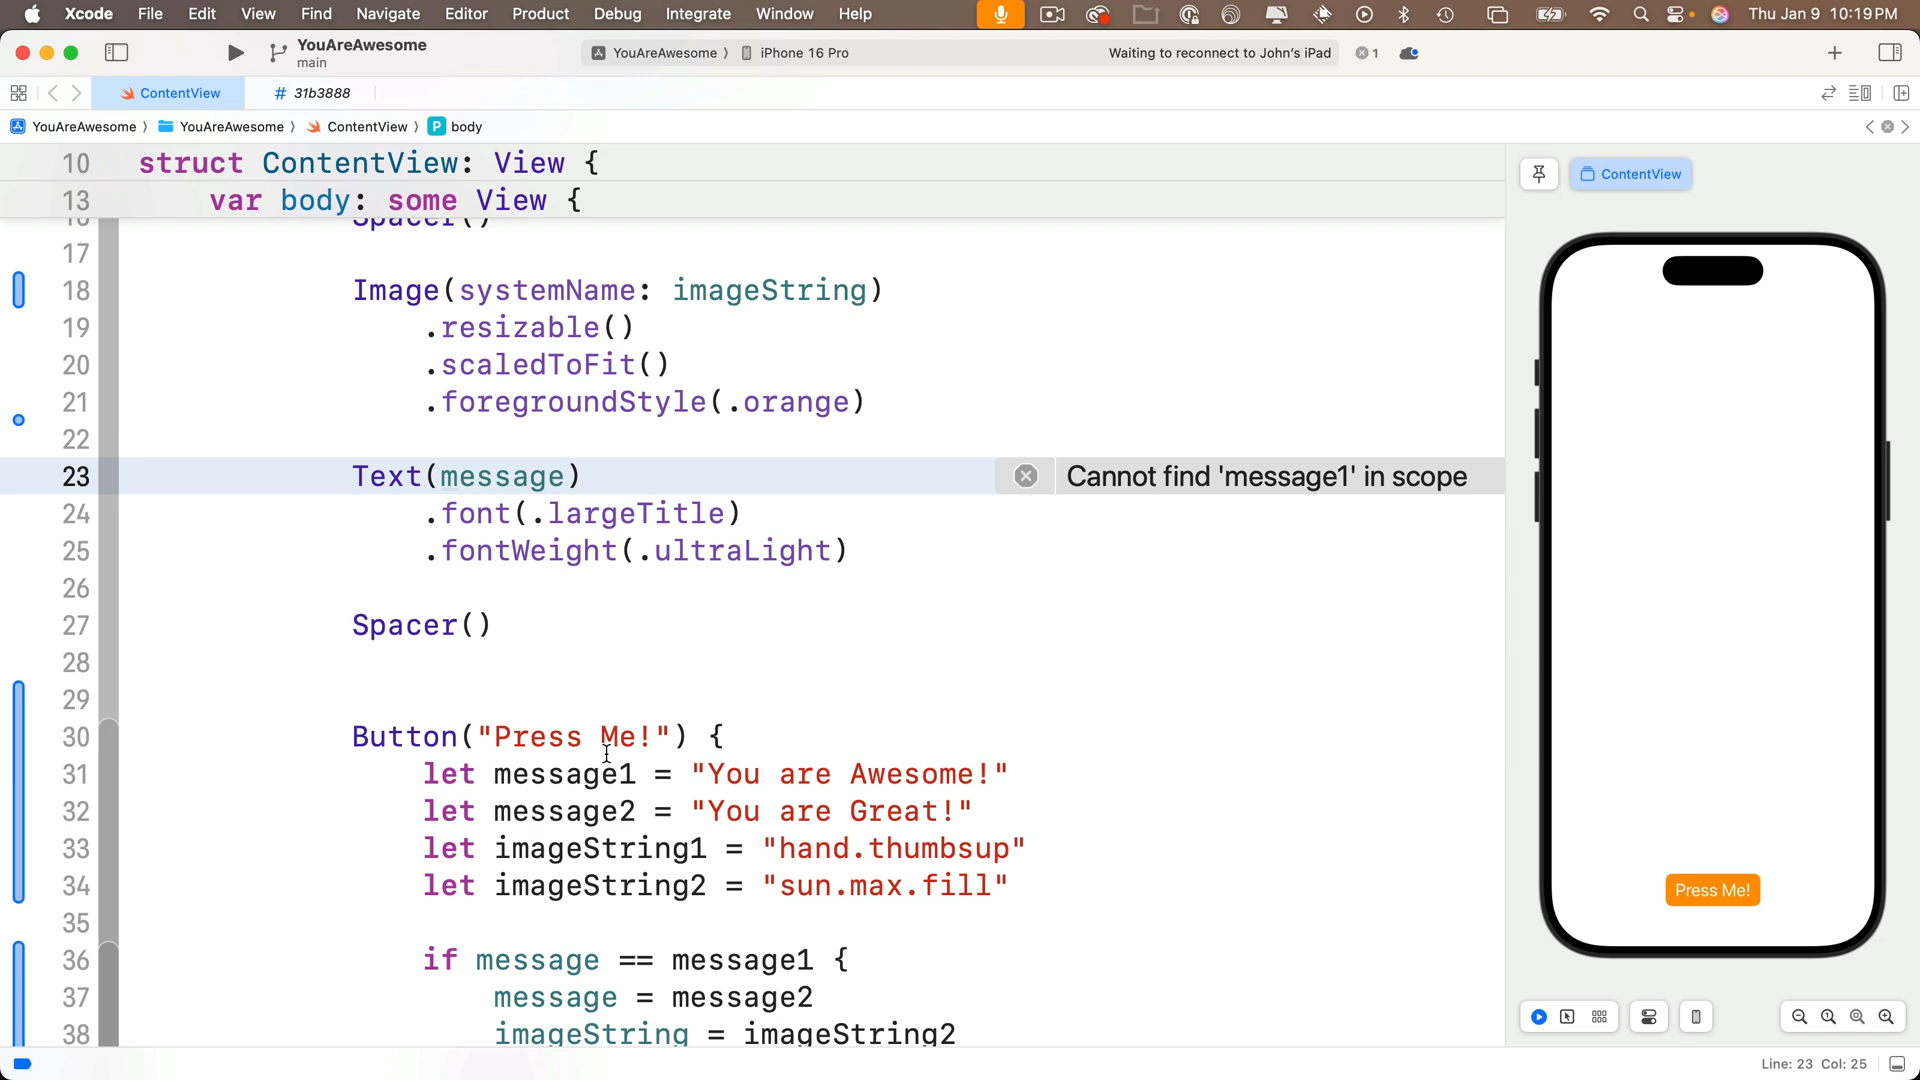 Xcode File Edit View Find Navigate Editor Product Debug Integrate Window Help Thu Jan 9 10:19 PM
YouAreAwesome
main
YouAreAwesome 〉 iPhone 16 Pro Waiting to reconnect to John's iPad 1
ContentView # 31b3888
YouAreAwesome 〉 YouAreAwesome 〉 ContentView 〉 P body
10 struct ContentView: View {
13 var body: some View {
16 Spacer()
17
18 Image(systemName: imageString)
19 .resizable()
20 .scaledToFit()
21 .foregroundStyle(.orange)
22
23 Text(message) Cannot find 'message1' in scope
24 .font(.largeTitle)
25 .fontWeight(.ultraLight)
26
27 Spacer()
28
29
30 Button("Press Me!") {
31 let message1 = "You are Awesome!"
32 let message2 = "You are Great!"
33 let imageString1 = "hand.thumbsup"
34 let imageString2 = "sun.max.fill"
35
36 if message == message1 {
37 message = message2
38 imageString = imageString2
ContentView
Press Me!
Line: 23 Col: 25